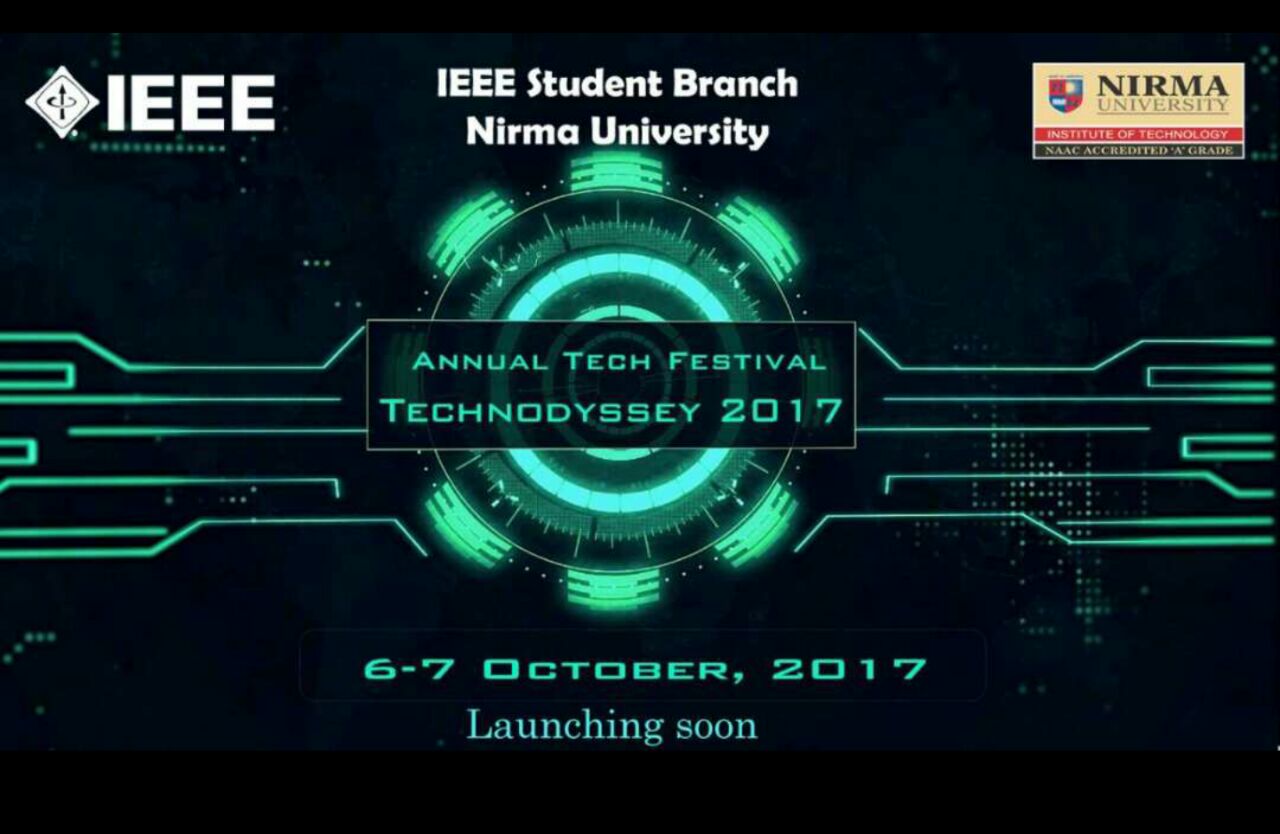 IEEE
IEEE Student Branch
Nirma University
NIRMA
UNIVERSITY
INSTITUTE OF TECHNOLOGY
NAAC ACCREDITED 'A' GRADE
ANNUAL TECH FESTIVAL
TECHNODYSSEY 2017
6-7 OCTOBER, 2017
Launching soon